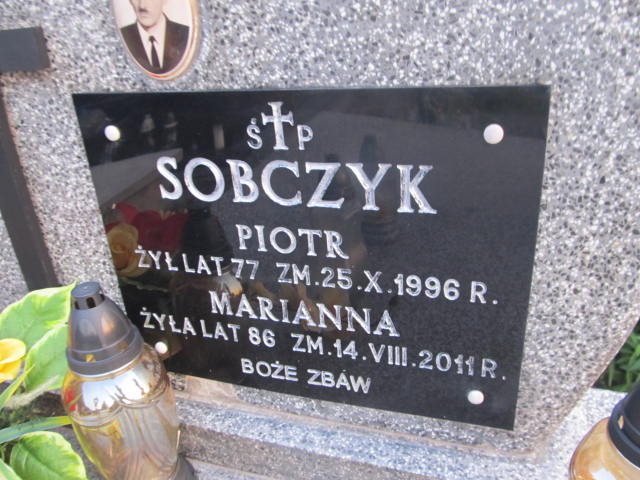 Ś✝P
SOBCZYK
PIOTR
ŻYŁ LAT 77 ZM. 25.X.1996 R.
MARIANNA
ŻYŁA LAT 86 ZM. 14.VIII.2011 R.
BOŻE ZBAW